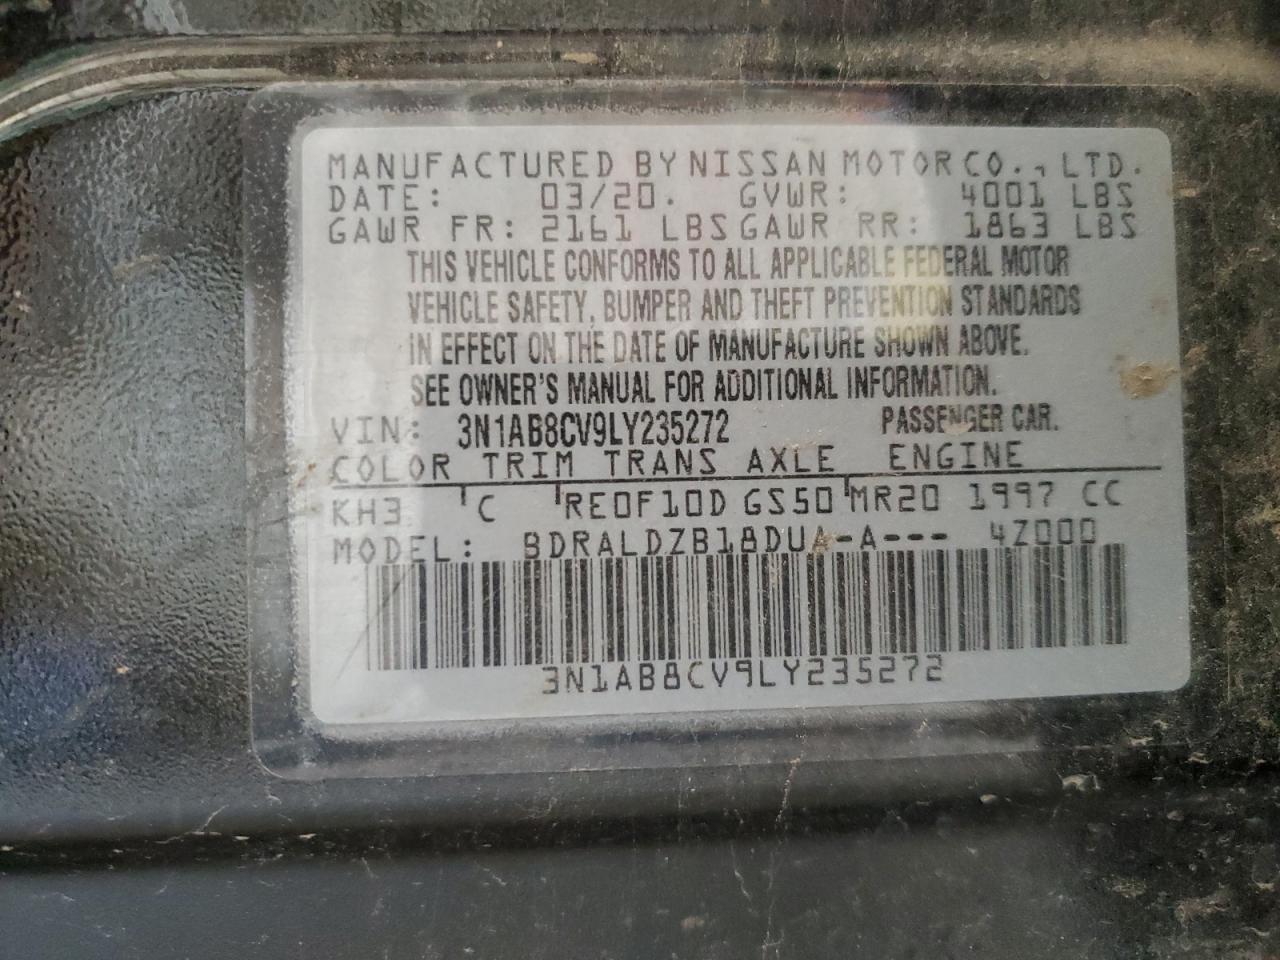 MANUFACTURED BY NISSAN MOTOR CO., LTD.
DATE: 03/20. GVWR: 4001 LBS
GAWR FR: 2161 LBS GAWR RR: 1863 LBS
THIS VEHICLE CONFORMS TO ALL APPLICABLE FEDERAL MOTOR
VEHICLE SAFETY, BUMPER AND THEFT PREVENTION STANDARDS
IN EFFECT ON THE DATE OF MANUFACTURE SHOWN ABOVE.
SEE OWNER'S MANUAL FOR ADDITIONAL INFORMATION.
VIN: 3N1AB8CV9LY235272 PASSENGER CAR.
COLOR TRIM TRANS AXLE ENGINE
KH3 C RE0F10D GS50 MR20 1997 CC
MODEL: BDRALDZB18DUA-A--- 4Z000
3N1AB8CV9LY235272